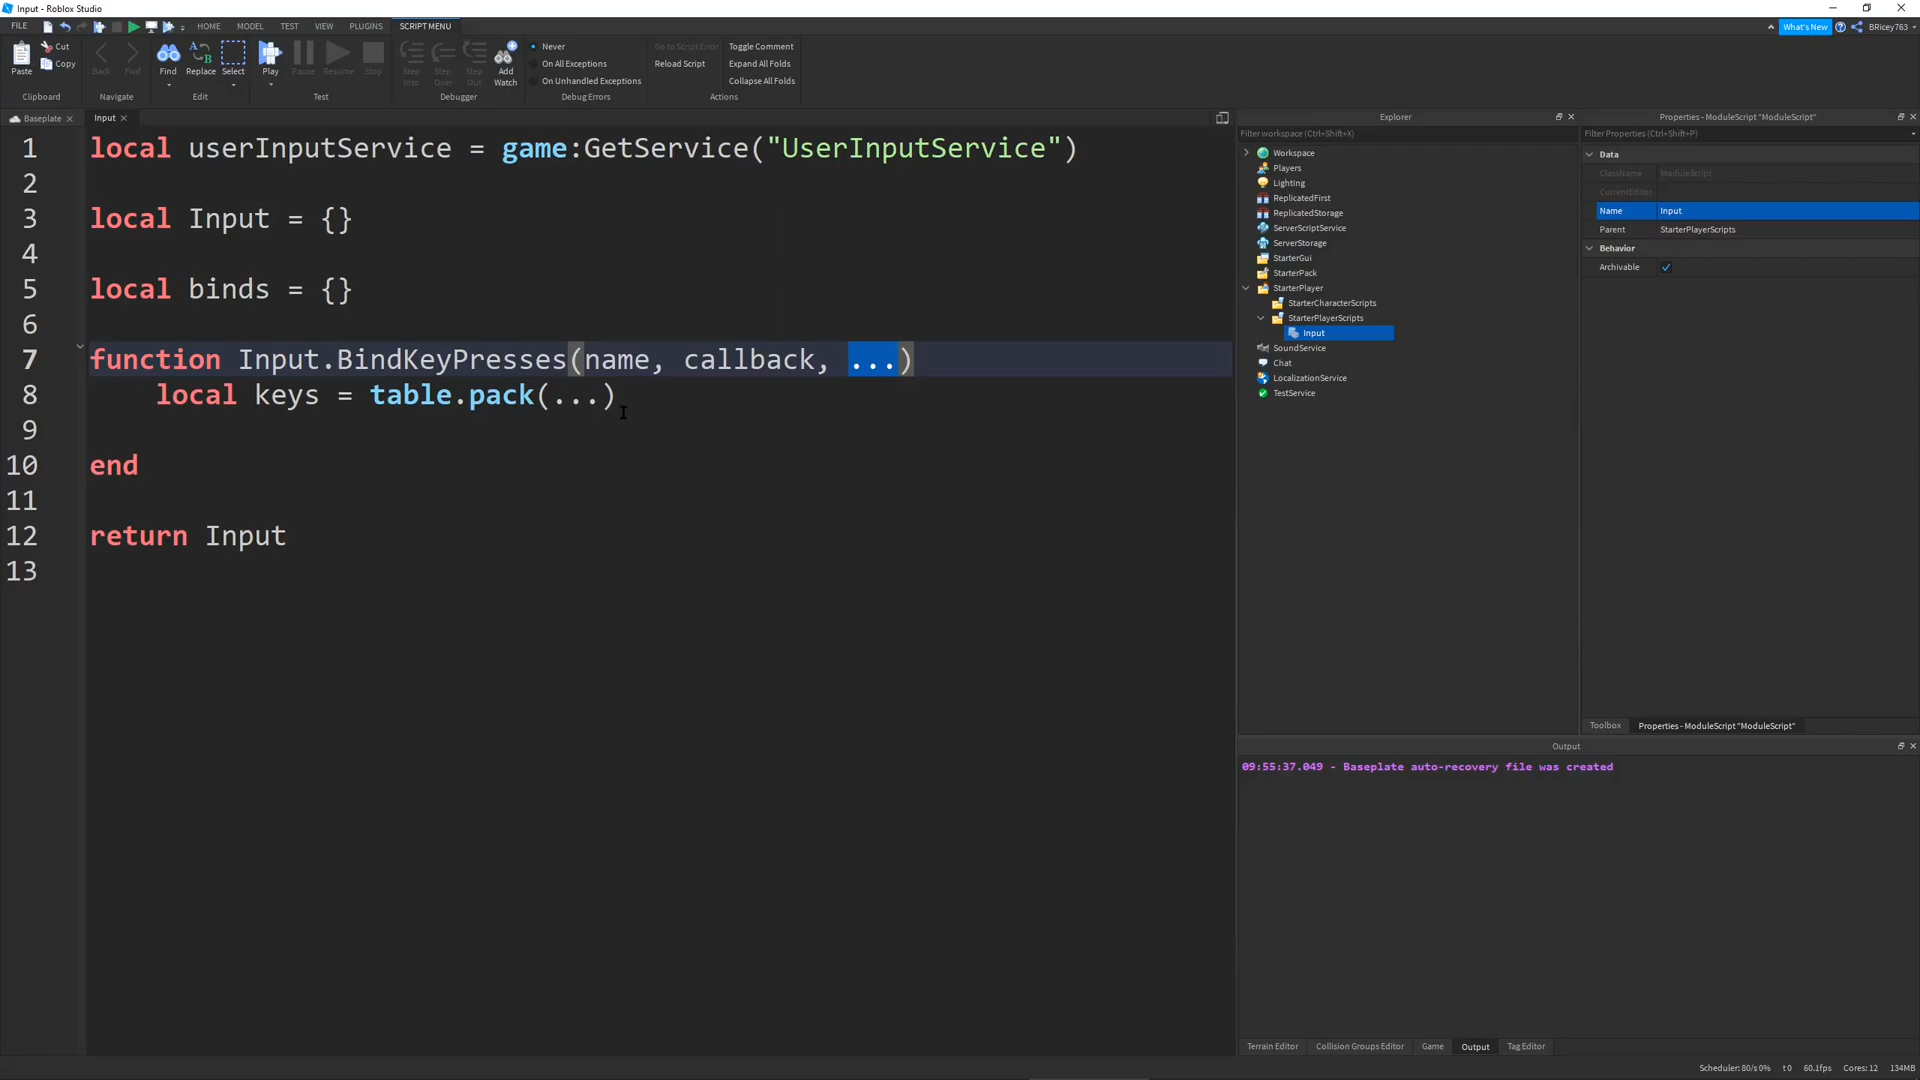 Input - Roblox Studio
FILE HOME MODEL TEST VIEW PLUGINS SCRIPT MENU What's New BRicey763
Paste Cut Copy Clipboard
Back Fwd Navigate
Find Replace Select Edit
Play Pause Resume Stop Test
Step Into Step Over Step Out Add Watch Debugger
Never
On All Exceptions
On Unhandled Exceptions
Debug Errors
Go to Script Error
Reload Script
Toggle Comment
Expand All Folds
Collapse All Folds
Actions
Baseplate Input
1 local userInputService = game:GetService("UserInputService")
2
3 local Input = {}
4
5 local binds = {}
6
7 function Input.BindKeyPresses(name, callback, ...)
8 local keys = table.pack(...)
9
10 end
11
12 return Input
13
Explorer
Filter workspace (Ctrl+Shift+X)
Workspace
Players
Lighting
ReplicatedFirst
ReplicatedStorage
ServerScriptService
ServerStorage
StarterGui
StarterPack
StarterPlayer
StarterCharacterScripts
StarterPlayerScripts
Input
SoundService
Chat
LocalizationService
TestService
Properties - ModuleScript "ModuleScript"
Filter Properties (Ctrl+Shift+P)
Data
ClassName ModuleScript
CurrentEditor
Name Input
Parent StarterPlayerScripts
Behavior
Archivable
Toolbox Properties - ModuleScript "ModuleScript"
Output
09:55:37.049 - Baseplate auto-recovery file was created
Terrain Editor Collision Groups Editor Game Output Tag Editor
Scheduler: 80/s 0% t 0 60.1fps Cores: 12 134MB